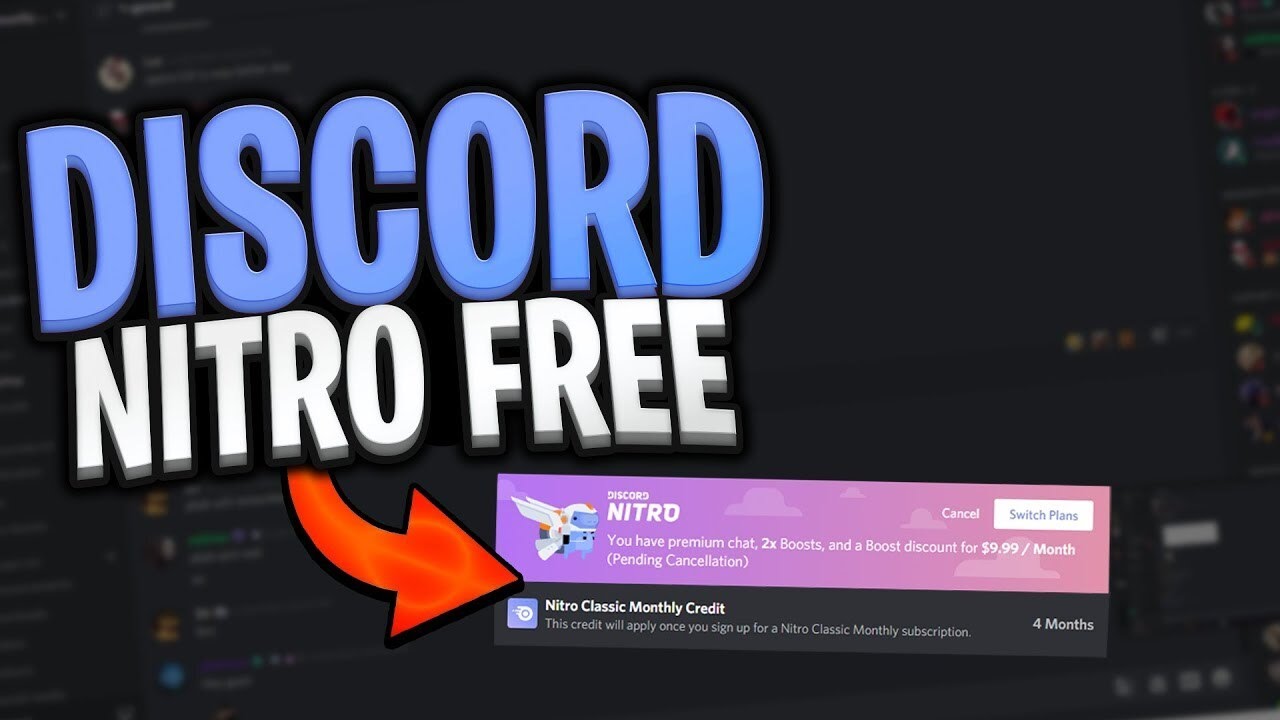 DISCORD
NITRO FREE
DISCORD
NITRO
Cancel
Switch Plans
You have premium chat, 2x Boosts, and a Boost discount for $9.99 / Month
(Pending Cancellation)
Nitro Classic Monthly Credit
This credit will apply once you sign up for a Nitro Classic Monthly subscription.
4 Months